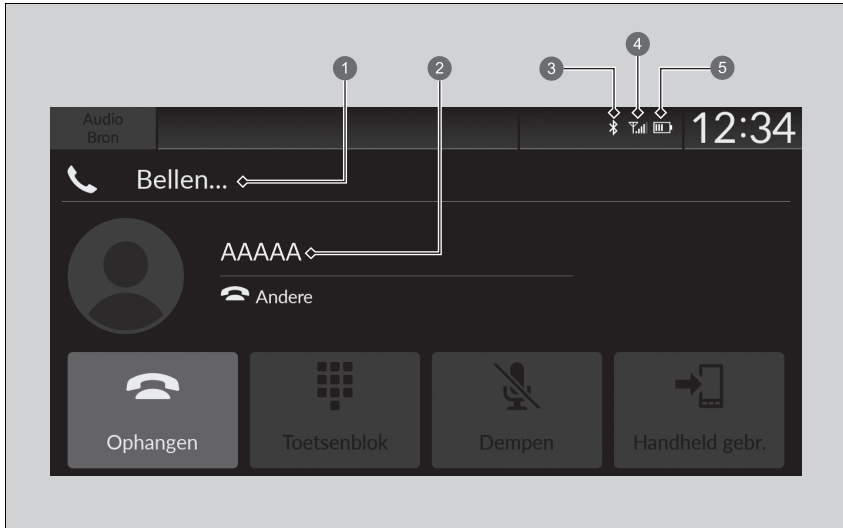 1
2
3
4
5
Audio
Bron
12:34
Bellen...
AAAAA
Andere
Ophangen
Toetsenblok
Dempen
Handheld gebr.